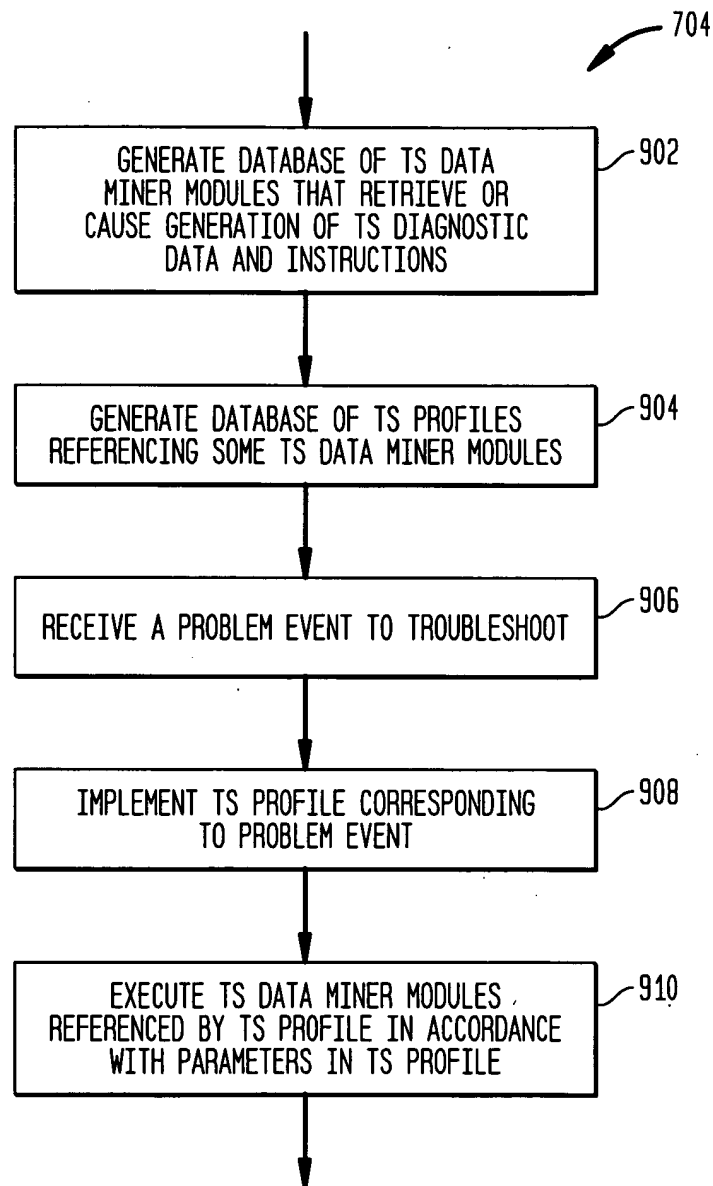 704
GENERATE DATABASE OF TS DATA
MINER MODULES THAT RETRIEVE OR
CAUSE GENERATION OF TS DIAGNOSTIC
DATA AND INSTRUCTIONS
902
GENERATE DATABASE OF TS PROFILES
REFERENCING SOME TS DATA MINER MODULES
904
RECEIVE A PROBLEM EVENT TO TROUBLESHOOT
906
IMPLEMENT TS PROFILE CORRESPONDING
TO PROBLEM EVENT
908
EXECUTE TS DATA MINER MODULES
REFERENCED BY TS PROFILE IN ACCORDANCE
WITH PARAMETERS IN TS PROFILE
910